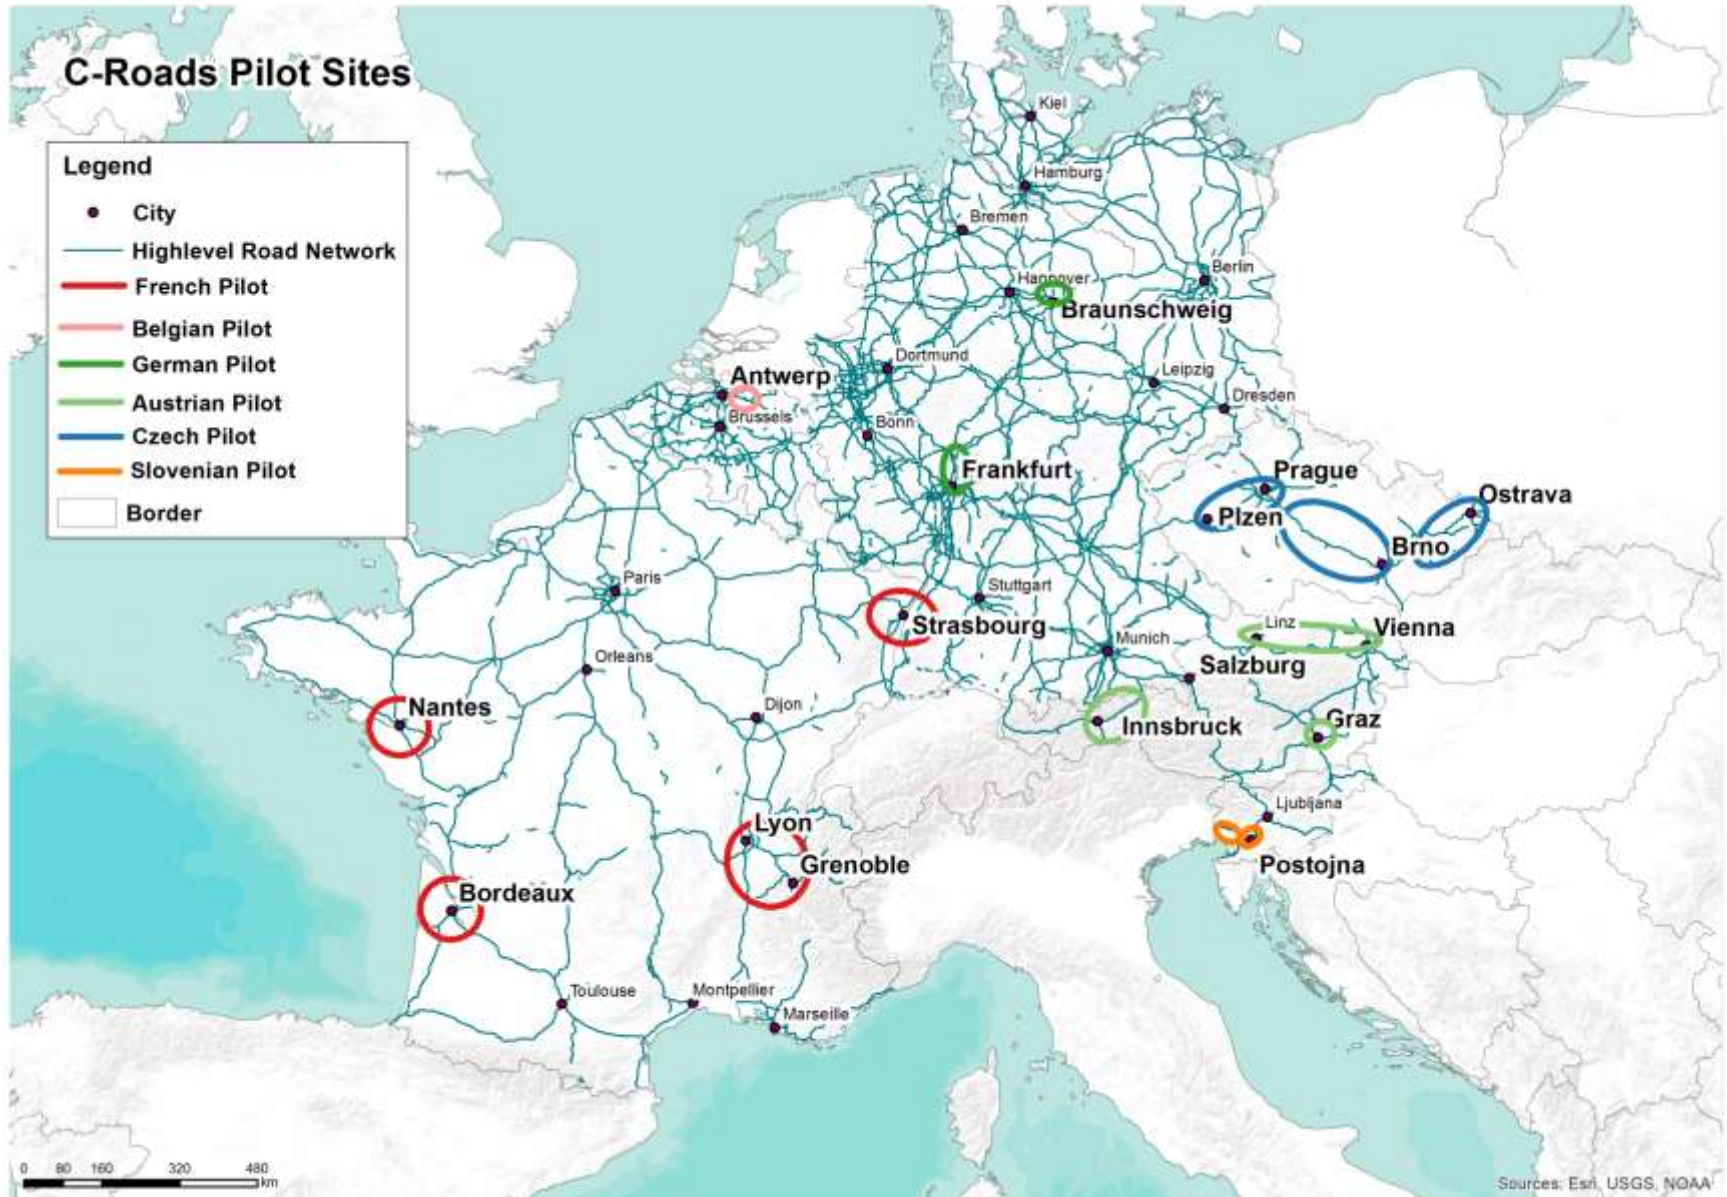 C-Roads Pilot Sites
Legend
City
Highlevel Road Network
French Pilot
Belgian Pilot
German Pilot
Austrian Pilot
Czech Pilot
Slovenian Pilot
Border
Kiel
Hamburg
Bremen
Berlin
Hannover
Braunschweig
Dortmund
Leipzig
Antwerp
Dresden
Brussels
Bonn
Frankfurt
Prague
Ostrava
Plzen
Brno
Paris
Stuttgart
Strasbourg
Linz
Vienna
Munich
Orleans
Salzburg
Nantes
Dijon
Innsbruck
Graz
Ljubljana
Lyon
Grenoble
Postojna
Bordeaux
Toulouse
Montpellier
Marseille
0 80 160 320 480
km
Sources: Esri, USGS, NOAA